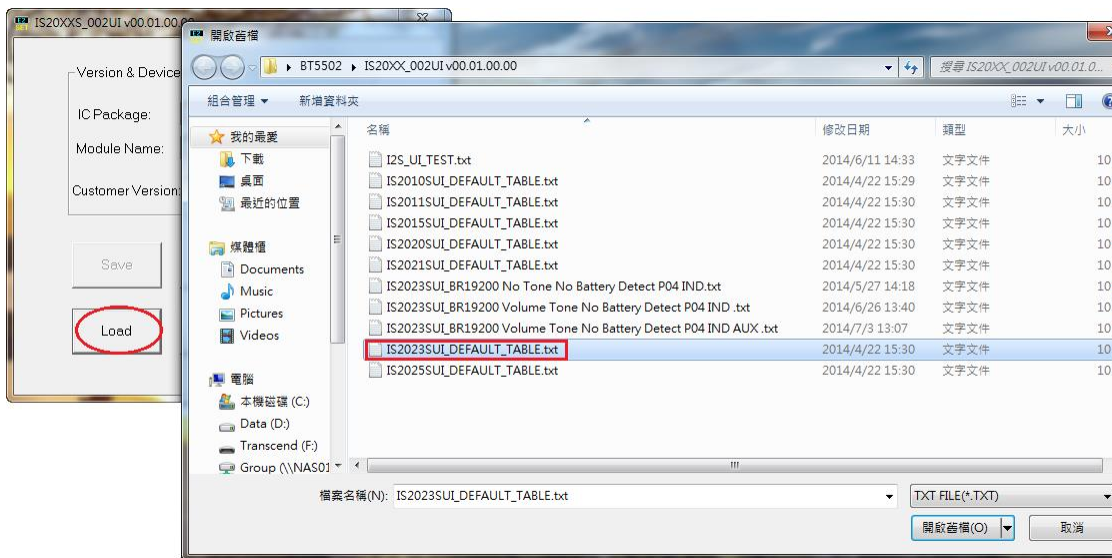 IS20XXS_002UI v00.01.00.00
Version & Device
IC Package:
Module Name:
Customer Version:
Save
Load
開啟舊檔
BT5502 ▸ IS20XX_002UI v00.01.00.00
搜尋 IS20XX_002UI v00.01.0...
組合管理 新增資料夾
我的最愛
下載
桌面
最近的位置
媒體櫃
Documents
Music
Pictures
Videos
電腦
本機磁碟 (C:)
Data (D:)
Transcend (F:)
Group (\\NAS01
名稱 修改日期 類型 大小
I2S_UI_TEST.txt 2014/6/11 14:33 文字文件 10
IS2010SUI_DEFAULT_TABLE.txt 2014/4/22 15:29 文字文件 10
IS2011SUI_DEFAULT_TABLE.txt 2014/4/22 15:30 文字文件 10
IS2015SUI_DEFAULT_TABLE.txt 2014/4/22 15:30 文字文件 10
IS2020SUI_DEFAULT_TABLE.txt 2014/4/22 15:30 文字文件 10
IS2021SUI_DEFAULT_TABLE.txt 2014/4/22 15:30 文字文件 10
IS2023SUI_BR19200 No Tone No Battery Detect P04 IND.txt 2014/5/27 14:18 文字文件 10
IS2023SUI_BR19200 Volume Tone No Battery Detect P04 IND .txt 2014/6/26 13:40 文字文件 10
IS2023SUI_BR19200 Volume Tone No Battery Detect P04 IND AUX .txt 2014/7/3 13:07 文字文件 10
IS2023SUI_DEFAULT_TABLE.txt 2014/4/22 15:30 文字文件 10
IS2025SUI_DEFAULT_TABLE.txt 2014/4/22 15:30 文字文件 10
檔案名稱(N): IS2023SUI_DEFAULT_TABLE.txt TXT FILE(*.TXT)
開啟舊檔(O) 取消